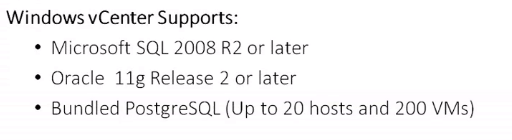 Windows vCenter Supports:
• Microsoft SQL 2008 R2 or later
• Oracle 11g Release 2 or later
• Bundled PostgreSQL (Up to 20 hosts and 200 VMs)